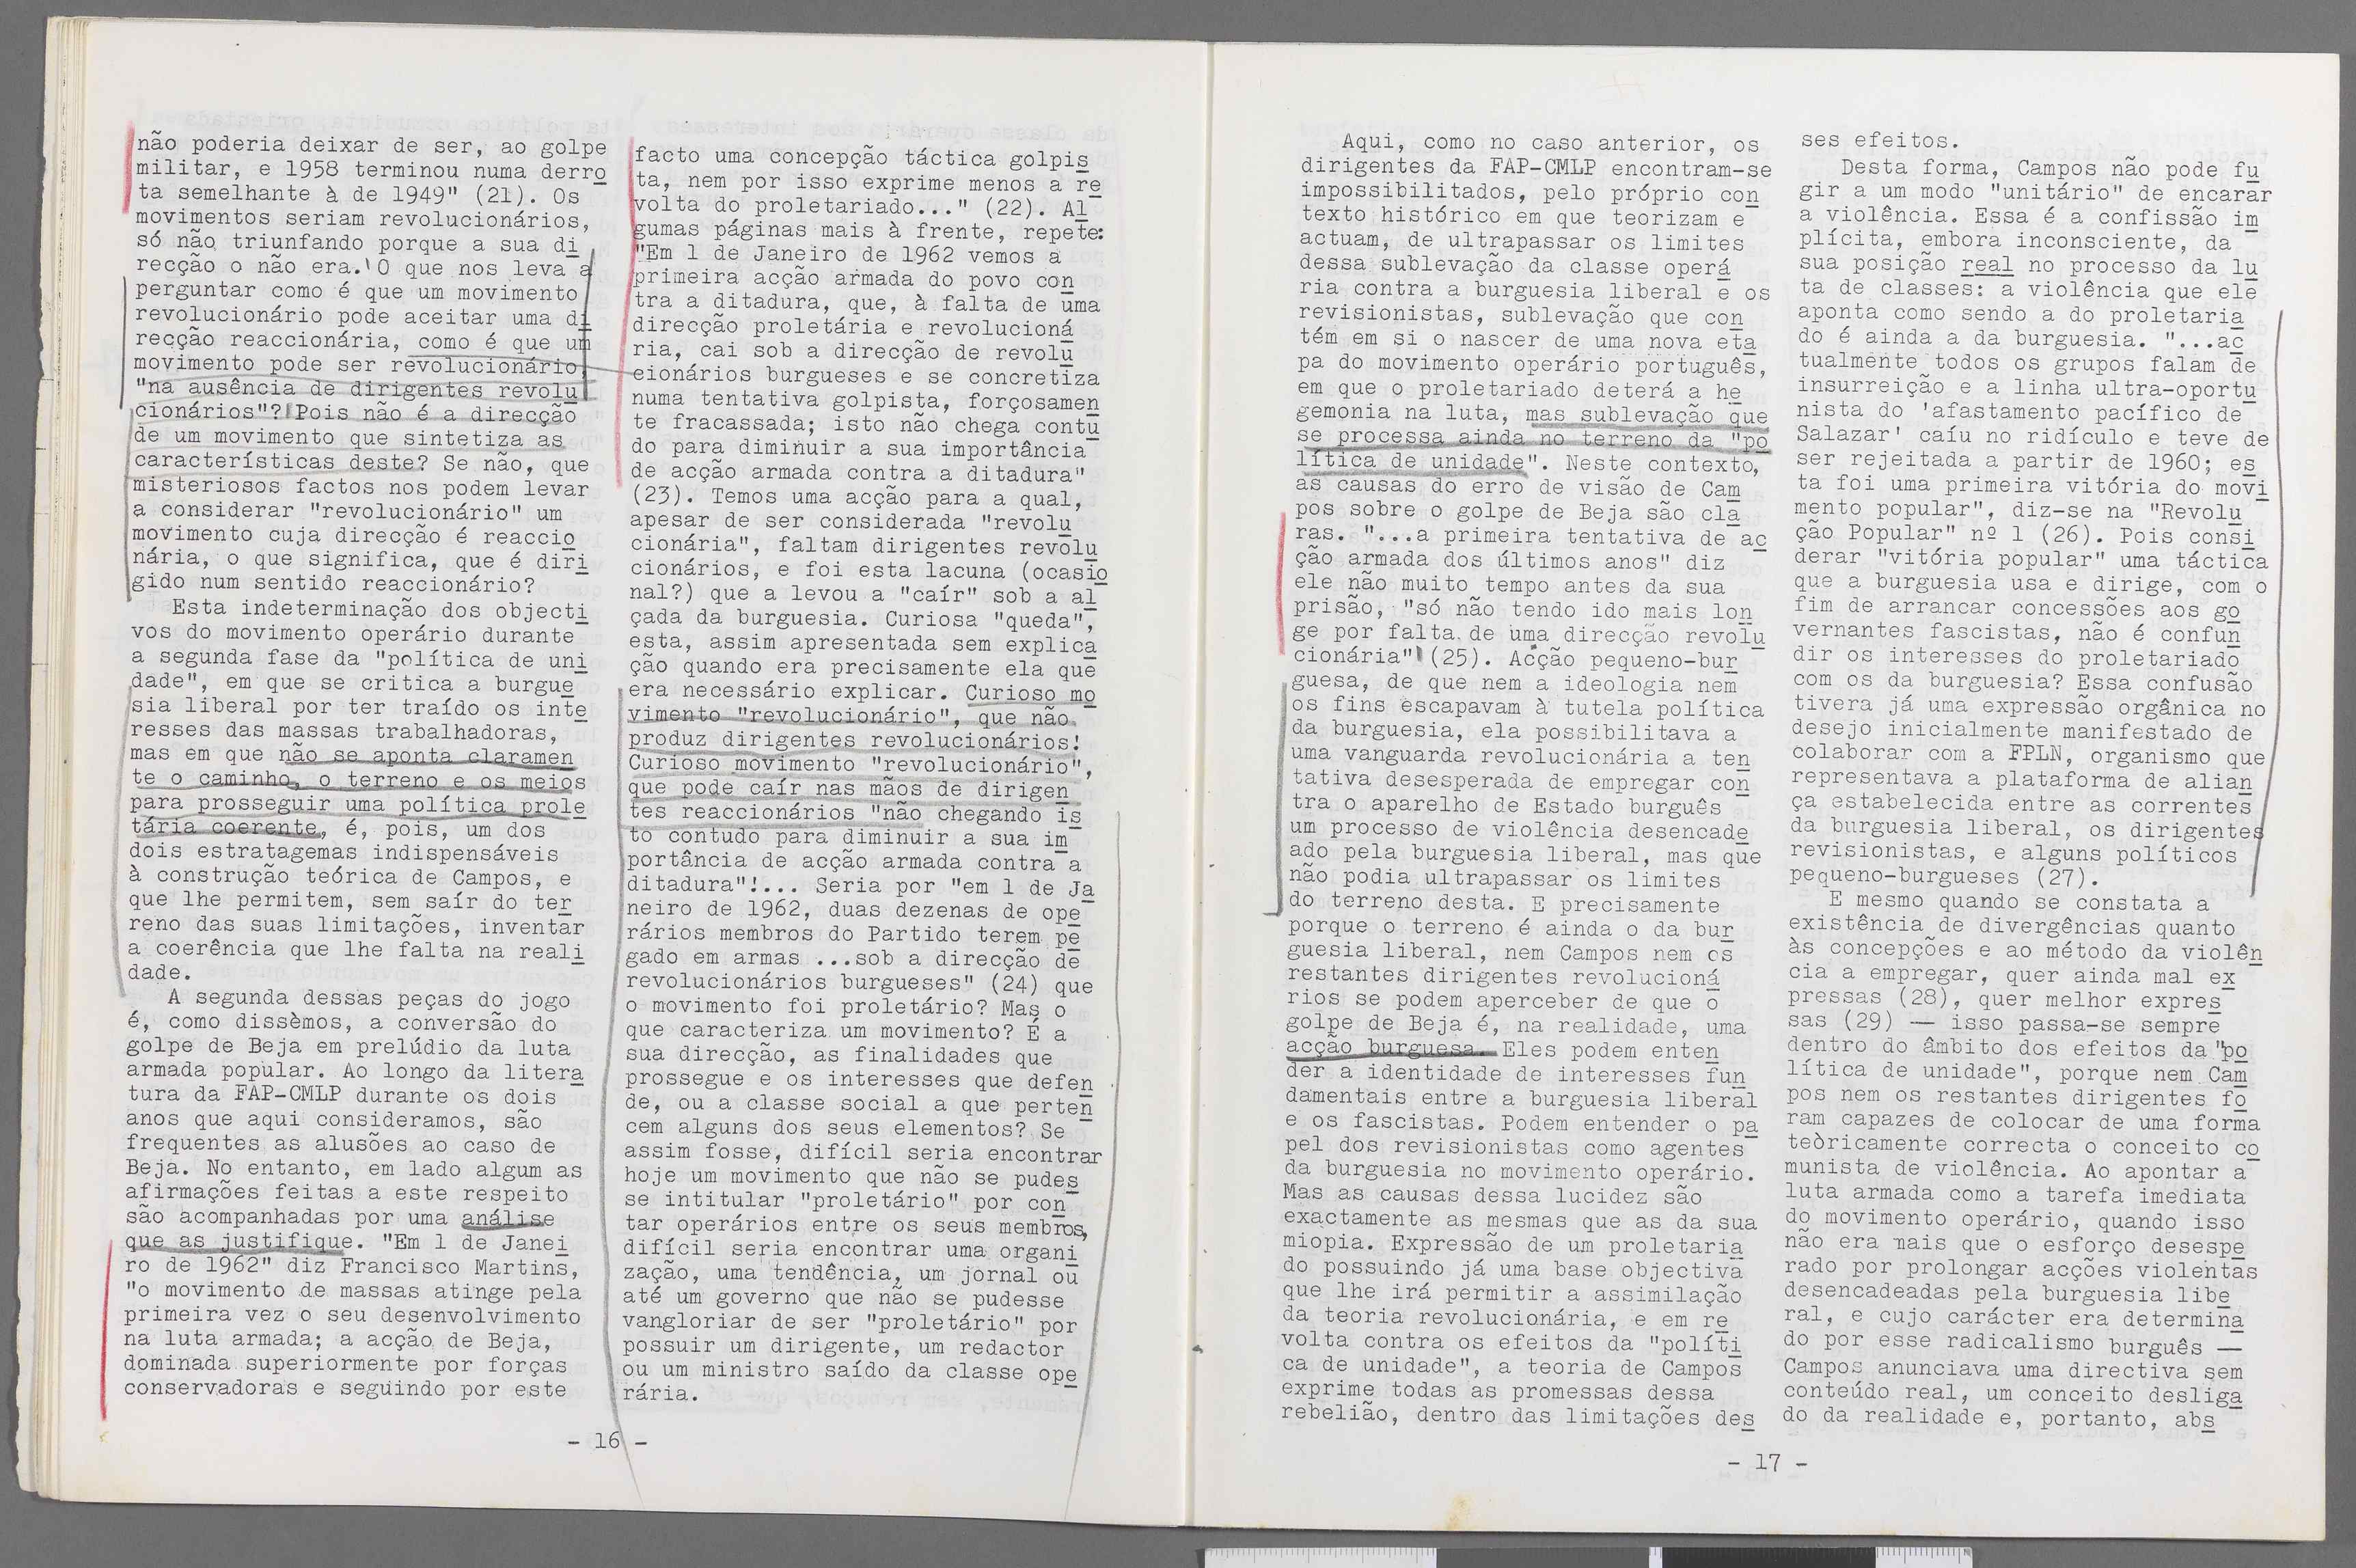 não poderia deixar de ser, ao golpe
militar, e 1958 terminou numa derro
ta semelhante à de 1949" (21). Os
movimentos seriam revolucionários,
só não triunfando porque a sua di
recção o não era. O que nos leva a
perguntar como é que um movimento
revolucionário pode aceitar uma di
recção reaccionária, como é que um
movimento pode ser revolucionário,
"na ausência de dirigentes revolu
cionários"? Pois não é a direcção
de um movimento que sintetiza as
características deste? Se não, que
misteriosos factos nos podem levar
a considerar "revolucionário" um
movimento cuja direcção é reaccio
nária, o que significa, que é diri
gido num sentido reaccionário?
Esta indeterminação dos objecti
vos do movimento operário durante
a segunda fase da "política de uni
dade", em que se critica a burgue
sia liberal por ter traído os inte
resses das massas trabalhadoras,
mas em que não se aponta claramen
te o caminho, o terreno e os meios
para prosseguir uma política prole
tária coerente, é, pois, um dos
dois estratagemas indispensáveis
à construção teórica de Campos, e
que lhe permitem, sem saír do ter
reno das suas limitações, inventar
a coerência que lhe falta na reali
dade.
A segunda dessas peças do jogo
é, como dissèmos, a conversão do
golpe de Beja em prelúdio da luta
armada popular. Ao longo da litera
tura da FAP-CMLP durante os dois
anos que aqui consideramos, são
frequentes as alusões ao caso de
Beja. No entanto, em lado algum as
afirmações feitas a este respeito
são acompanhadas por uma análise
que as justifique. "Em 1 de Janei
ro de 1962" diz Francisco Martins,
"o movimento de massas atinge pela
primeira vez o seu desenvolvimento
na luta armada; a acção de Beja,
dominada superiormente por forças
conservadoras e seguindo por este
facto uma concepção táctica golpis
ta, nem por isso exprime menos a re
volta do proletariado..." (22). Al
gumas páginas mais à frente, repete:
"Em 1 de Janeiro de 1962 vemos a
primeira acção armada do povo con
tra a ditadura, que, à falta de uma
direcção proletária e revolucioná
ria, cai sob a direcção de revolu
eionários burgueses e se concretiza
numa tentativa golpista, forçosamen
te fracassada; isto não chega contu
do para diminuir a sua importância
de acção armada contra a ditadura"
(23). Temos uma acção para a qual,
apesar de ser considerada "revolu
cionária", faltam dirigentes revolu
cionários, e foi esta lacuna (ocasio
nal?) que a levou a "caír" sob a al
çada da burguesia. Curiosa "queda",
esta, assim apresentada sem explica
ção quando era precisamente ela que
era necessário explicar. Curioso mo
vimento "revolucionário", que não
produz dirigentes revolucionários!
Curioso movimento "revolucionário",
que pode caír nas mãos de dirigen
tes reaccionários "não chegando is
to contudo para diminuir a sua im
portância de acção armada contra a
ditadura"!... Seria por "em 1 de Ja
neiro de 1962, duas dezenas de ope
rários membros do Partido terem pe
gado em armas ...sob a direcção de
revolucionários burgueses" (24) que
o movimento foi proletário? Mas o
que caracteriza um movimento? É a
sua direcção, as finalidades que
prossegue e os interesses que defen
de, ou a classe social a que perten
cem alguns dos seus elementos? Se
assim fosse, difícil seria encontrar
hoje um movimento que não se pudes
se intitular "proletário" por con
tar operários entre os seus membros,
difícil seria encontrar uma organi
zação, uma tendência, um jornal ou
até um governo que não se pudesse
vangloriar de ser "proletário" por
possuir um dirigente, um redactor
ou um ministro saído da classe ope
rária.
- 16 -
Aqui, como no caso anterior, os
dirigentes da FAP-CMLP encontram-se
impossibilitados, pelo próprio con
texto histórico em que teorizam e
actuam, de ultrapassar os limites
dessa sublevação da classe operá
ria contra a burguesia liberal e os
revisionistas, sublevação que con
tém em si o nascer de uma nova eta
pa do movimento operário português,
em que o proletariado deterá a he
gemonia na luta, mas sublevação que
se processa ainda no terreno da "po
lítica de unidade". Neste contexto,
as causas do erro de visão de Cam
pos sobre o golpe de Beja são cla
ras. "...a primeira tentativa de ac
ção armada dos últimos anos" diz
ele não muito tempo antes da sua
prisão, "só não tendo ido mais lon
ge por falta de uma direcção revolu
cionária" (25). Acção pequeno-bur
guesa, de que nem a ideologia nem
os fins escapavam à tutela política
da burguesia, ela possibilitava a
uma vanguarda revolucionária a ten
tativa desesperada de empregar con
tra o aparelho de Estado burguês
um processo de violência desencade
ado pela burguesia liberal, mas que
não podia ultrapassar os limites
do terreno desta. E precisamente
porque o terreno é ainda o da bur
guesia liberal, nem Campos nem os
restantes dirigentes revolucioná
rios se podem aperceber de que o
golpe de Beja é, na realidade, uma
acção burguesa. Eles podem enten
der a identidade de interesses fun
damentais entre a burguesia liberal
e os fascistas. Podem entender o pa
pel dos revisionistas como agentes
da burguesia no movimento operário.
Mas as causas dessa lucidez são
exactamente as mesmas que as da sua
miopia. Expressão de um proletaria
do possuindo já uma base objectiva
que lhe irá permitir a assimilação
da teoria revolucionária, e em re
volta contra os efeitos da "políti
ca de unidade", a teoria de Campos
exprime todas as promessas dessa
rebelião, dentro das limitações des
ses efeitos.
Desta forma, Campos não pode fu
gir a um modo "unitário" de encarar
a violência. Essa é a confissão im
plícita, embora inconsciente, da
sua posição real no processo da lu
ta de classes: a violência que ele
aponta como sendo a do proletaria
do é ainda a da burguesia. "...ac
tualmente todos os grupos falam de
insurreição e a linha ultra-oportu
nista do 'afastamento pacífico de
Salazar' caíu no ridículo e teve de
ser rejeitada a partir de 1960; es
ta foi uma primeira vitória do movi
mento popular", diz-se na "Revolu
ção Popular" nº 1 (26). Pois consi
derar "vitória popular" uma táctica
que a burguesia usa e dirige, com o
fim de arrancar concessões aos go
vernantes fascistas, não é confun
dir os interesses do proletariado
com os da burguesia? Essa confusão
tivera já uma expressão orgânica no
desejo inicialmente manifestado de
colaborar com a FPLN, organismo que
representava a plataforma de alian
ça estabelecida entre as correntes
da burguesia liberal, os dirigentes
revisionistas, e alguns políticos
pequeno-burgueses (27).
E mesmo quando se constata a
existência de divergências quanto
às concepções e ao método da violên
cia a empregar, quer ainda mal ex
pressas (28), quer melhor expres
sas (29) — isso passa-se sempre
dentro do âmbito dos efeitos da "po
lítica de unidade", porque nem Cam
pos nem os restantes dirigentes fo
ram capazes de colocar de uma forma
teòricamente correcta o conceito co
munista de violência. Ao apontar a
luta armada como a tarefa imediata
do movimento operário, quando isso
não era mais que o esforço desespe
rado por prolongar acções violentas
desencadeadas pela burguesia libe
ral, e cujo carácter era determina
do por esse radicalismo burguês —
Campos anunciava uma directiva sem
conteúdo real, um conceito desliga
do da realidade e, portanto, abs
- 17 -